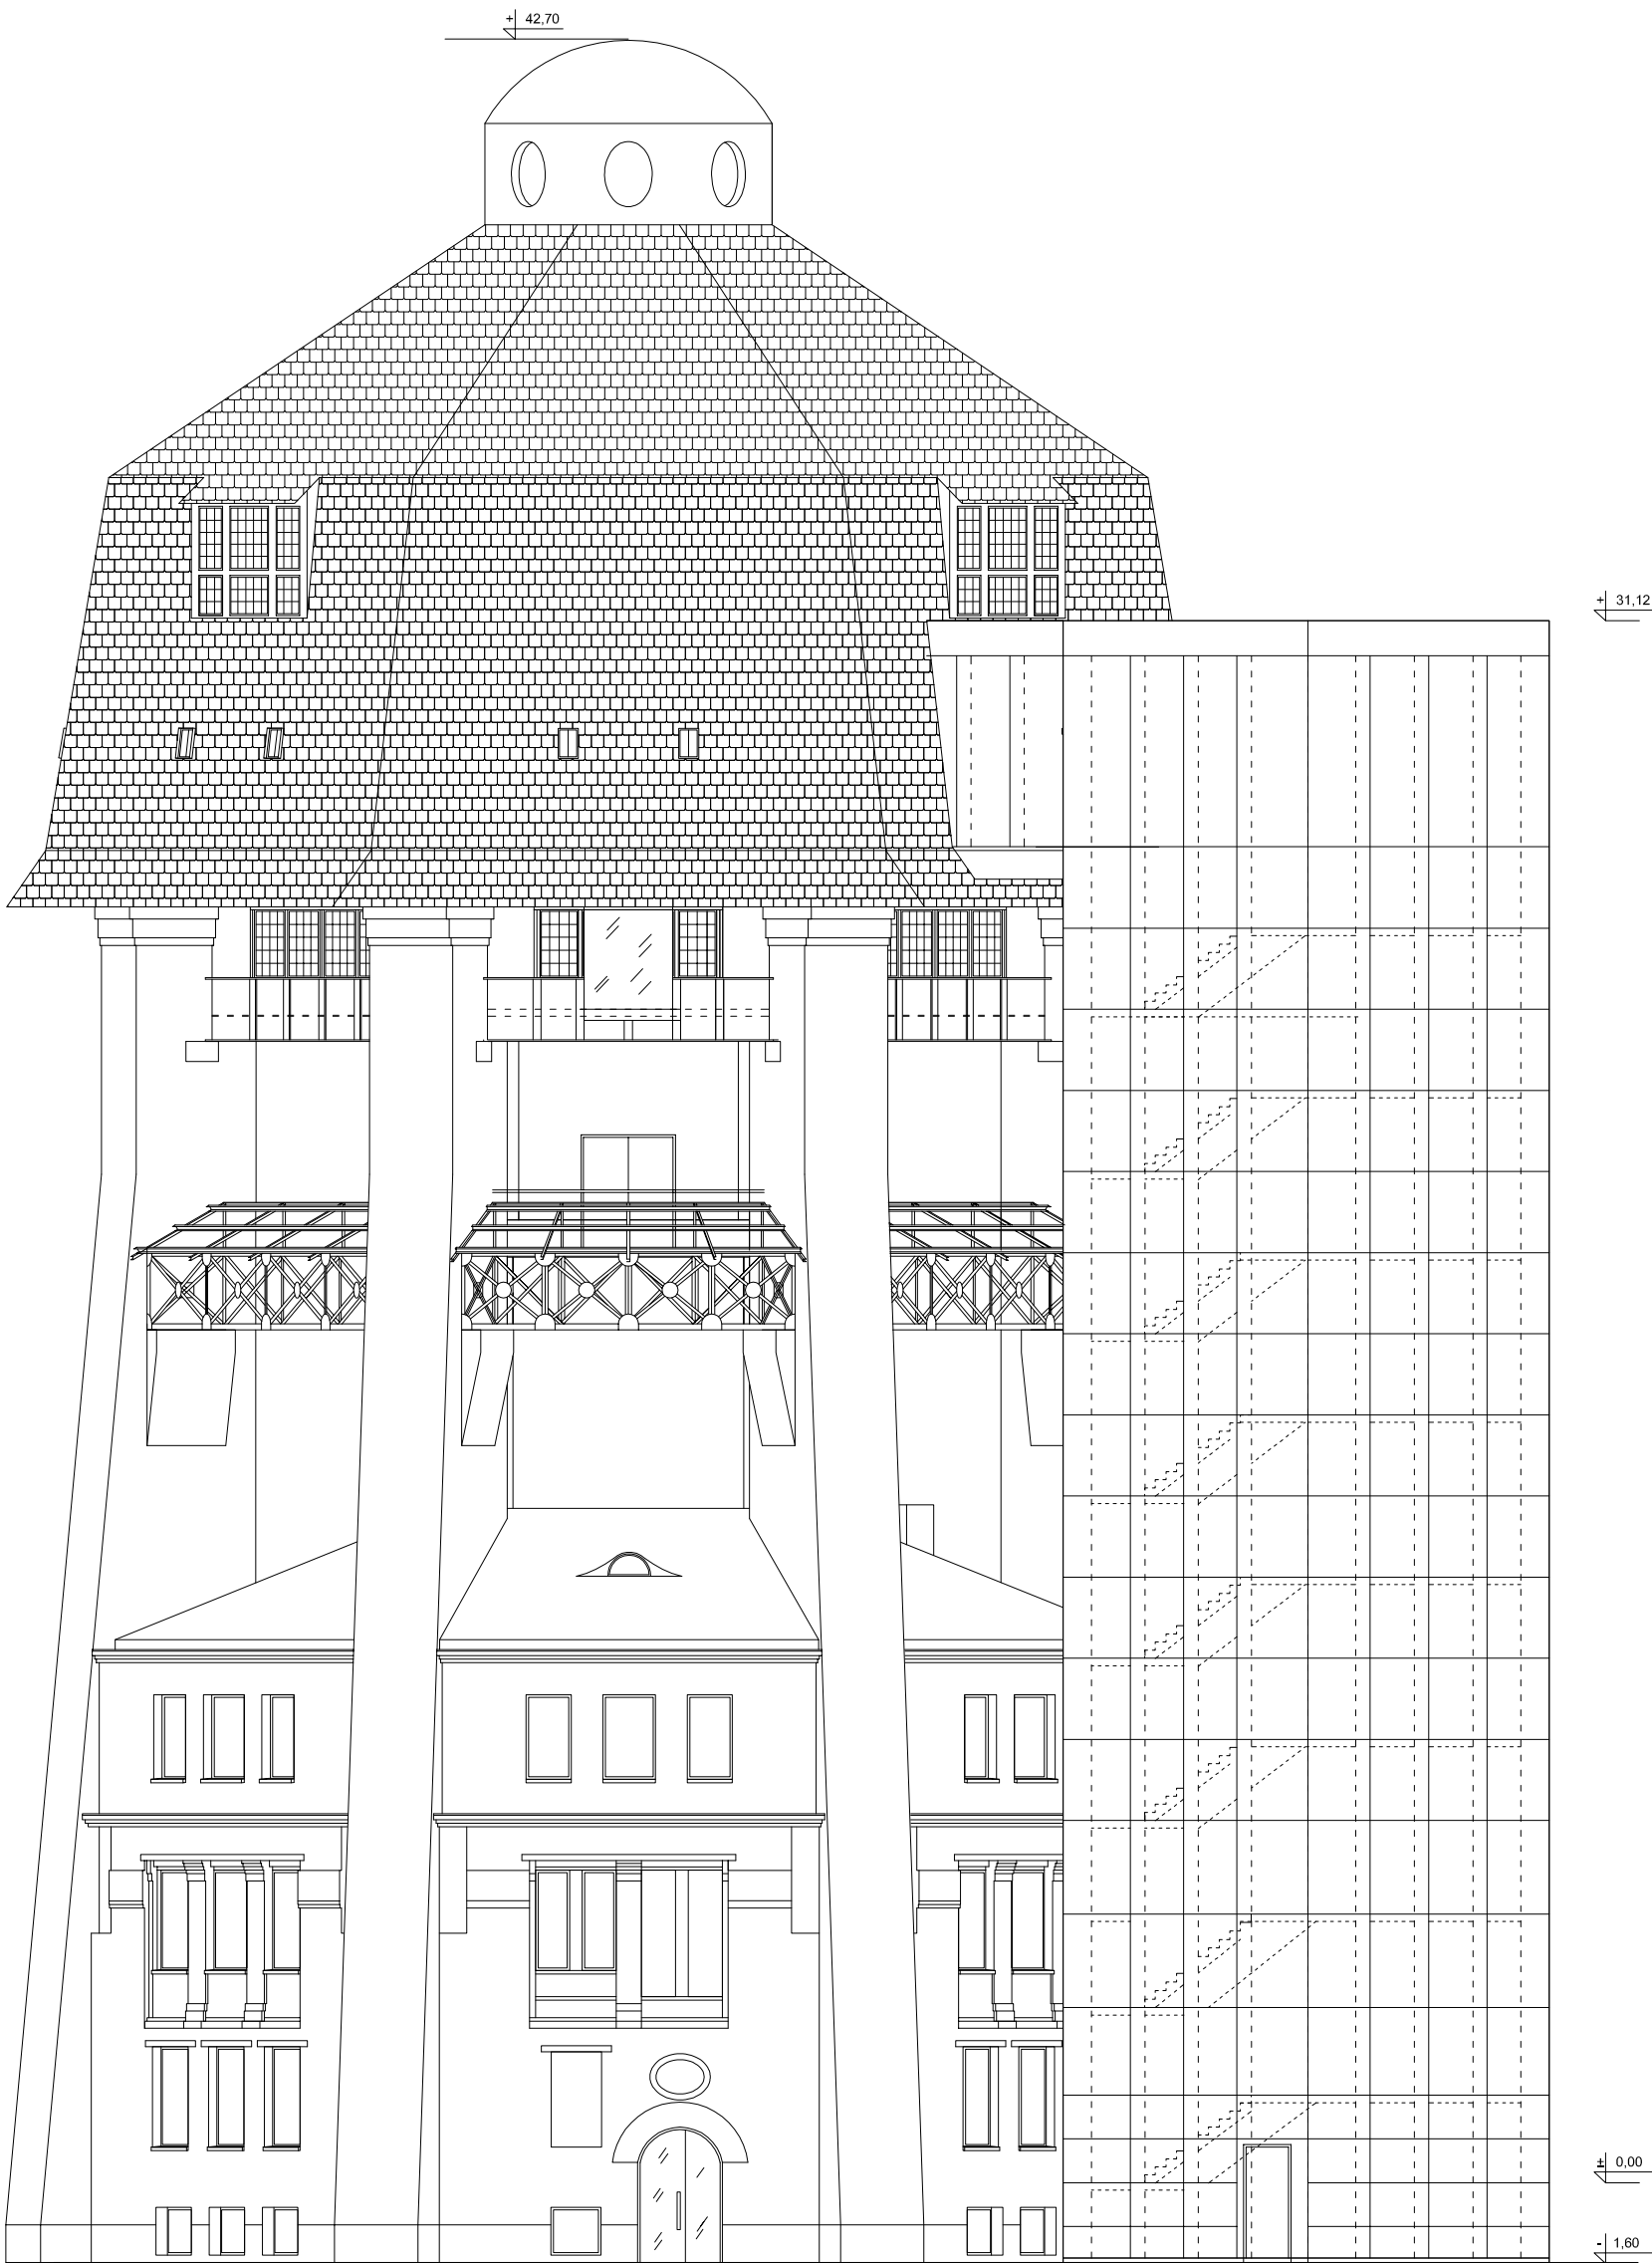 + 42,70
+ 31,12
± 0,00
- 1,60